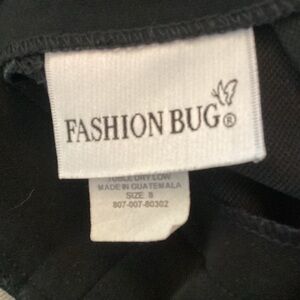 FASHION BUG®
TUMBLE DRY LOW
MADE IN GUATEMALA
SIZE 8
807-007-80302